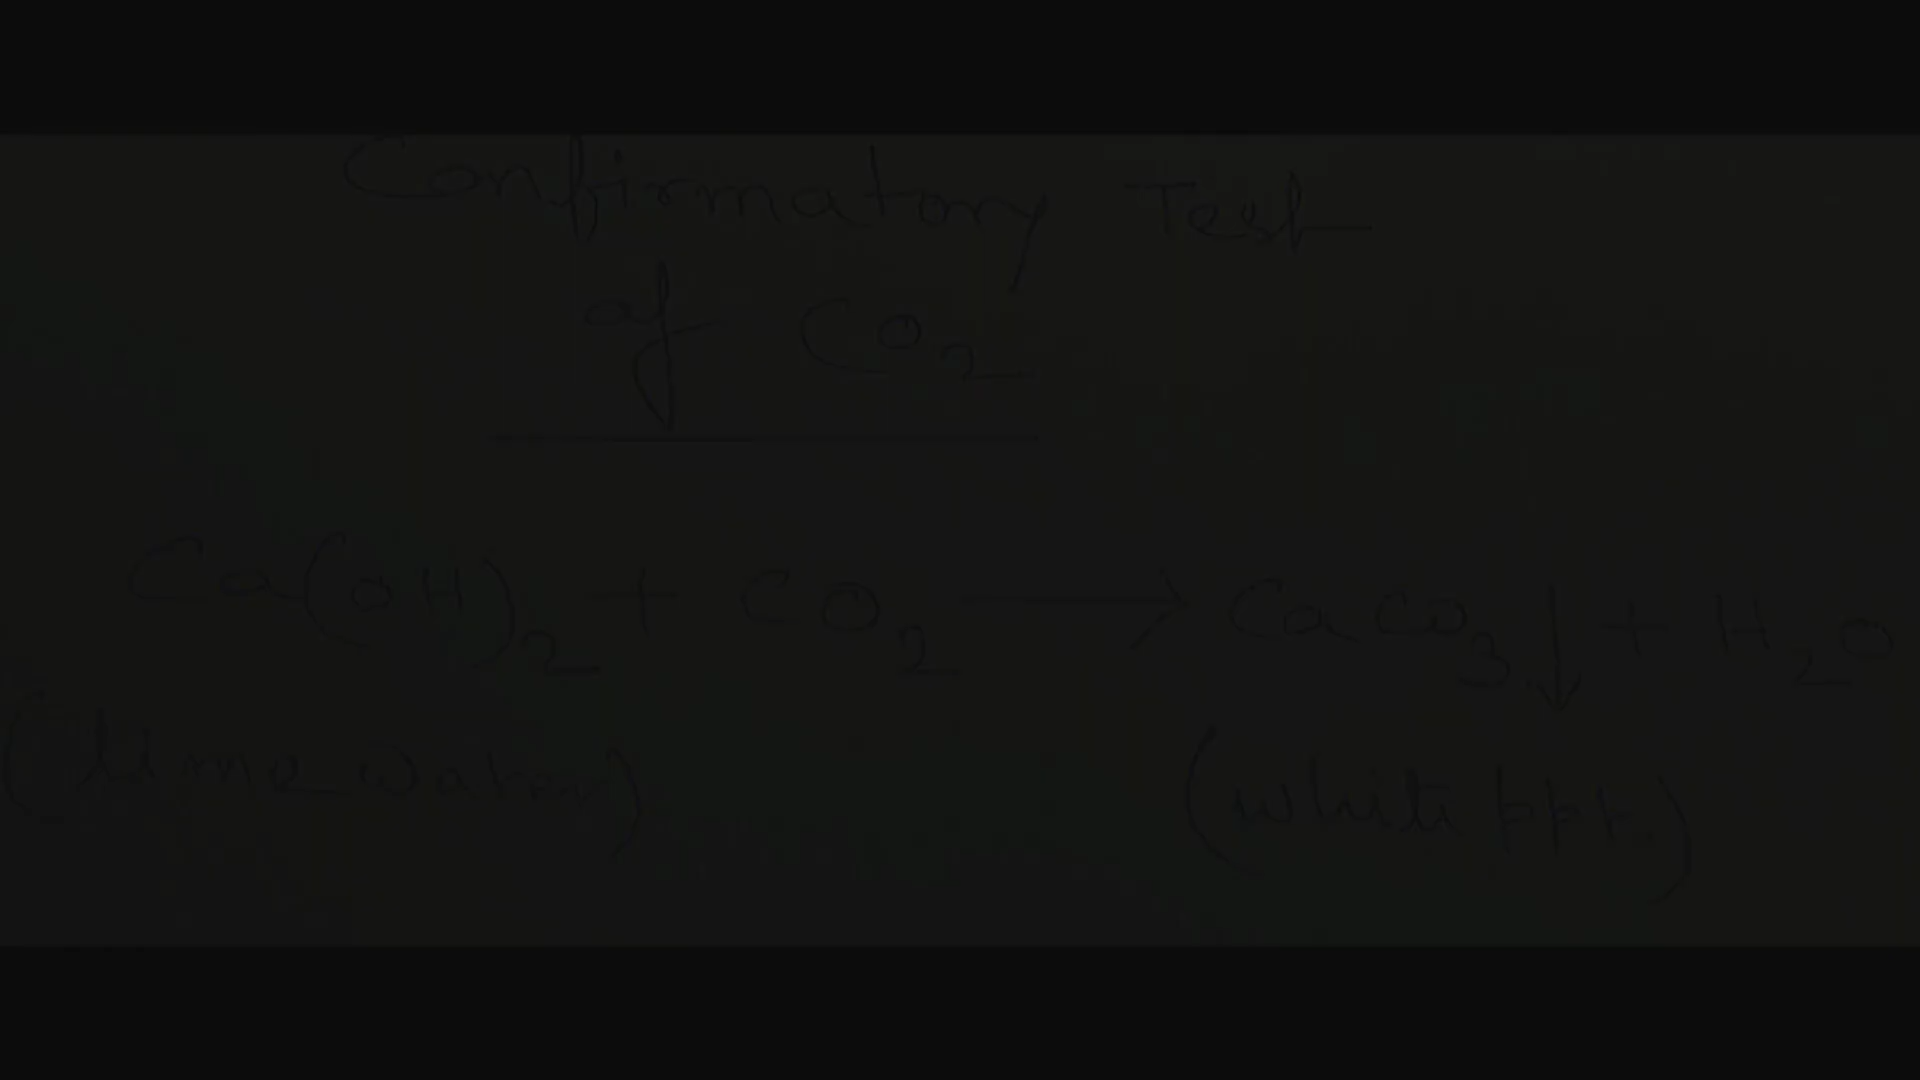 Confirmatory Test
of CO2
Ca(OH)2 + CO2 → CaCO3↓ + H2O
(Lime water) (white ppt.)